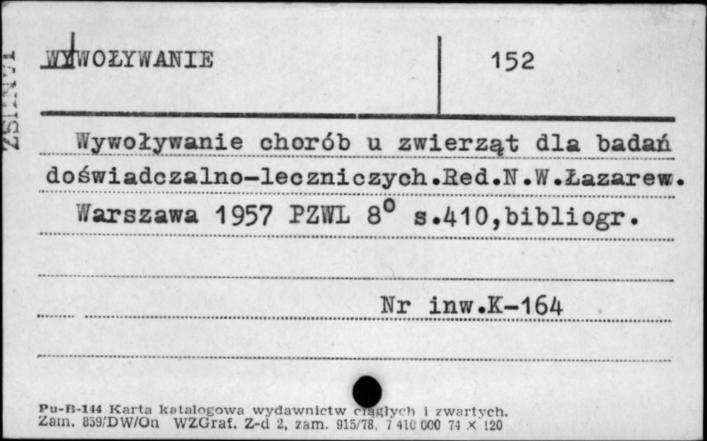 WYWOŁYWANIE 152
Wywoływanie chorób u zwierząt dla badań
doświadczalno-leczniczych.Red.N.W.Łazarew.
Warszawa 1957 PZWL 8⁰ s.410,bibliogr.
Nr inw.K-164
Pu-B-144 Karta katalogowa wydawnictw ciągłych i zwartych.
Zam. 859/DW/On WZGraf. Z-d 2, zam. 915/78. 7 410 000 74 × 120